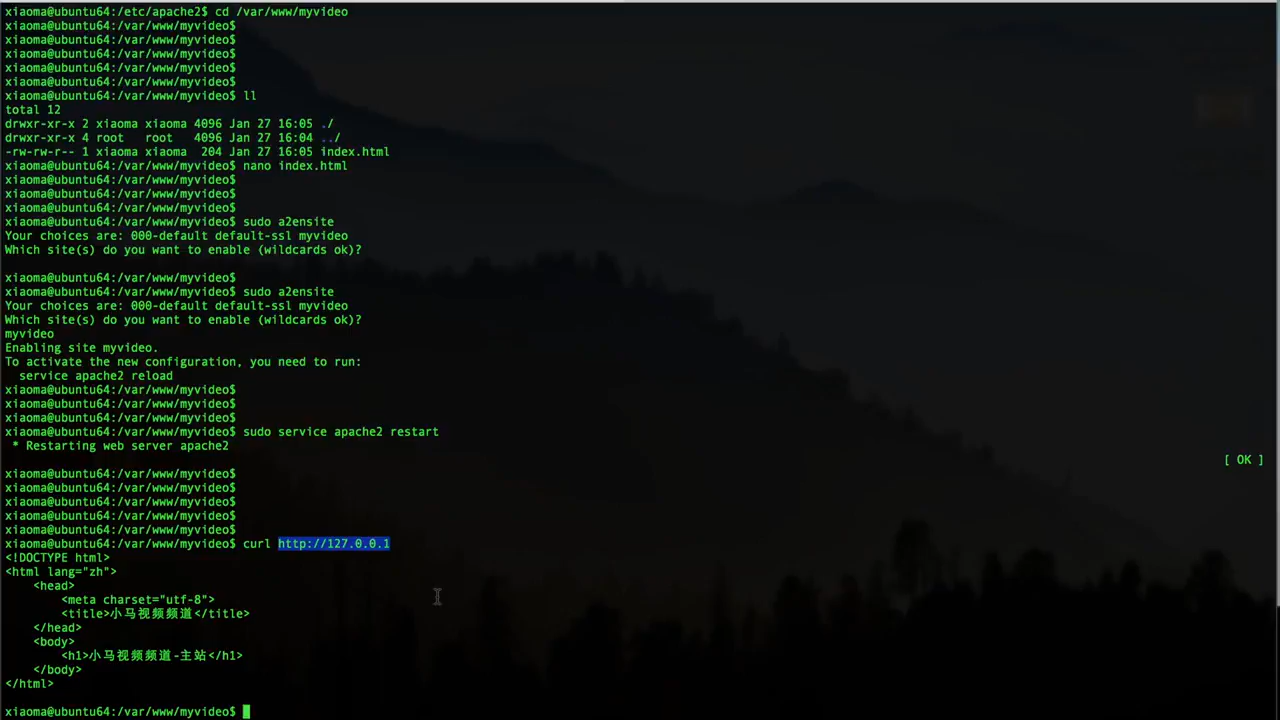 xiaoma@ubuntu64:/etc/apache2$ cd /var/www/myvideo
xiaoma@ubuntu64:/var/www/myvideo$
xiaoma@ubuntu64:/var/www/myvideo$
xiaoma@ubuntu64:/var/www/myvideo$
xiaoma@ubuntu64:/var/www/myvideo$
xiaoma@ubuntu64:/var/www/myvideo$
xiaoma@ubuntu64:/var/www/myvideo$ ll
total 12
drwxr-xr-x 2 xiaoma xiaoma 4096 Jan 27 16:05 ./
drwxr-xr-x 4 root   root   4096 Jan 27 16:04 ../
-rw-rw-r-- 1 xiaoma xiaoma  204 Jan 27 16:05 index.html
xiaoma@ubuntu64:/var/www/myvideo$ nano index.html
xiaoma@ubuntu64:/var/www/myvideo$
xiaoma@ubuntu64:/var/www/myvideo$
xiaoma@ubuntu64:/var/www/myvideo$
xiaoma@ubuntu64:/var/www/myvideo$ sudo a2ensite
Your choices are: 000-default default-ssl myvideo
Which site(s) do you want to enable (wildcards ok)?
xiaoma@ubuntu64:/var/www/myvideo$
xiaoma@ubuntu64:/var/www/myvideo$ sudo a2ensite
Your choices are: 000-default default-ssl myvideo
Which site(s) do you want to enable (wildcards ok)?
myvideo
Enabling site myvideo.
To activate the new configuration, you need to run:
  service apache2 reload
xiaoma@ubuntu64:/var/www/myvideo$
xiaoma@ubuntu64:/var/www/myvideo$
xiaoma@ubuntu64:/var/www/myvideo$
xiaoma@ubuntu64:/var/www/myvideo$ sudo service apache2 restart
 * Restarting web server apache2
[ OK ]
xiaoma@ubuntu64:/var/www/myvideo$
xiaoma@ubuntu64:/var/www/myvideo$
xiaoma@ubuntu64:/var/www/myvideo$
xiaoma@ubuntu64:/var/www/myvideo$
xiaoma@ubuntu64:/var/www/myvideo$
xiaoma@ubuntu64:/var/www/myvideo$ curl http://127.0.0.1
<!DOCTYPE html>
<html lang="zh">
    <head>
        <meta charset="utf-8">
        <title>小马视频频道</title>
    </head>
    <body>
        <h1>小马视频频道-主站</h1>
    </body>
</html>
xiaoma@ubuntu64:/var/www/myvideo$